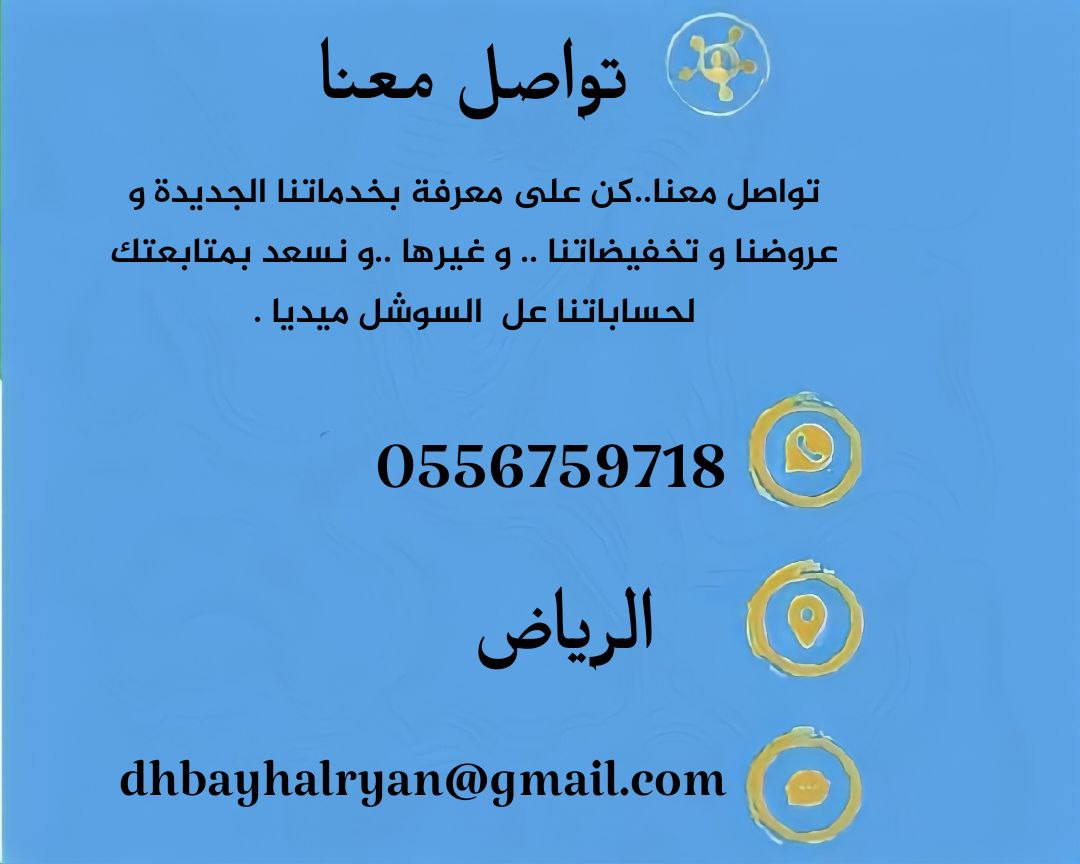 تواصل معنا
تواصل معنا..كن على معرفة بخدماتنا الجديدة و
عروضنا و تخفيضاتنا .. و غيرها ..و نسعد بمتابعتك
لحساباتنا عل السوشل ميديا .
0556759718
الرياض
dhbayhalryan@gmail.com